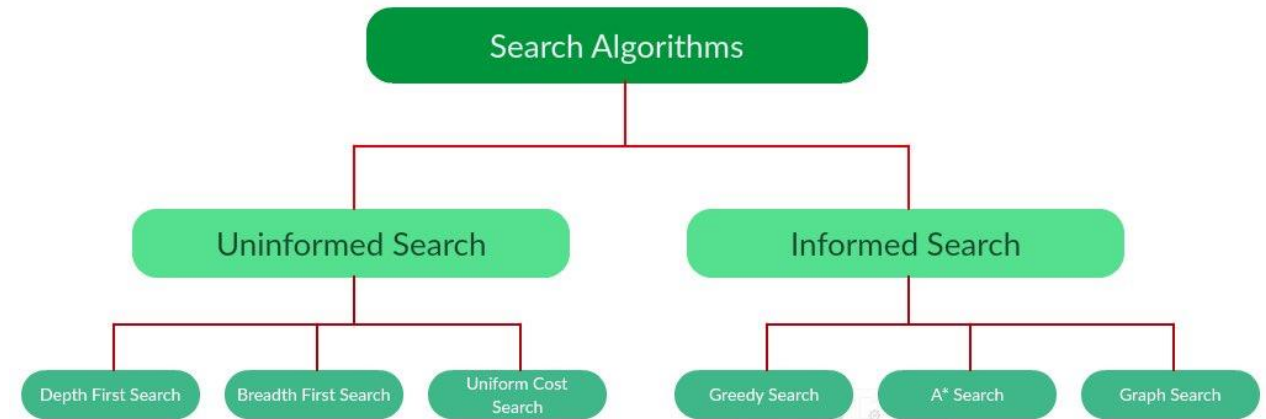 Search Algorithms
Uninformed Search
Informed Search
Depth First Search
Breadth First Search
Uniform Cost
Search
Greedy Search
A* Search
Graph Search